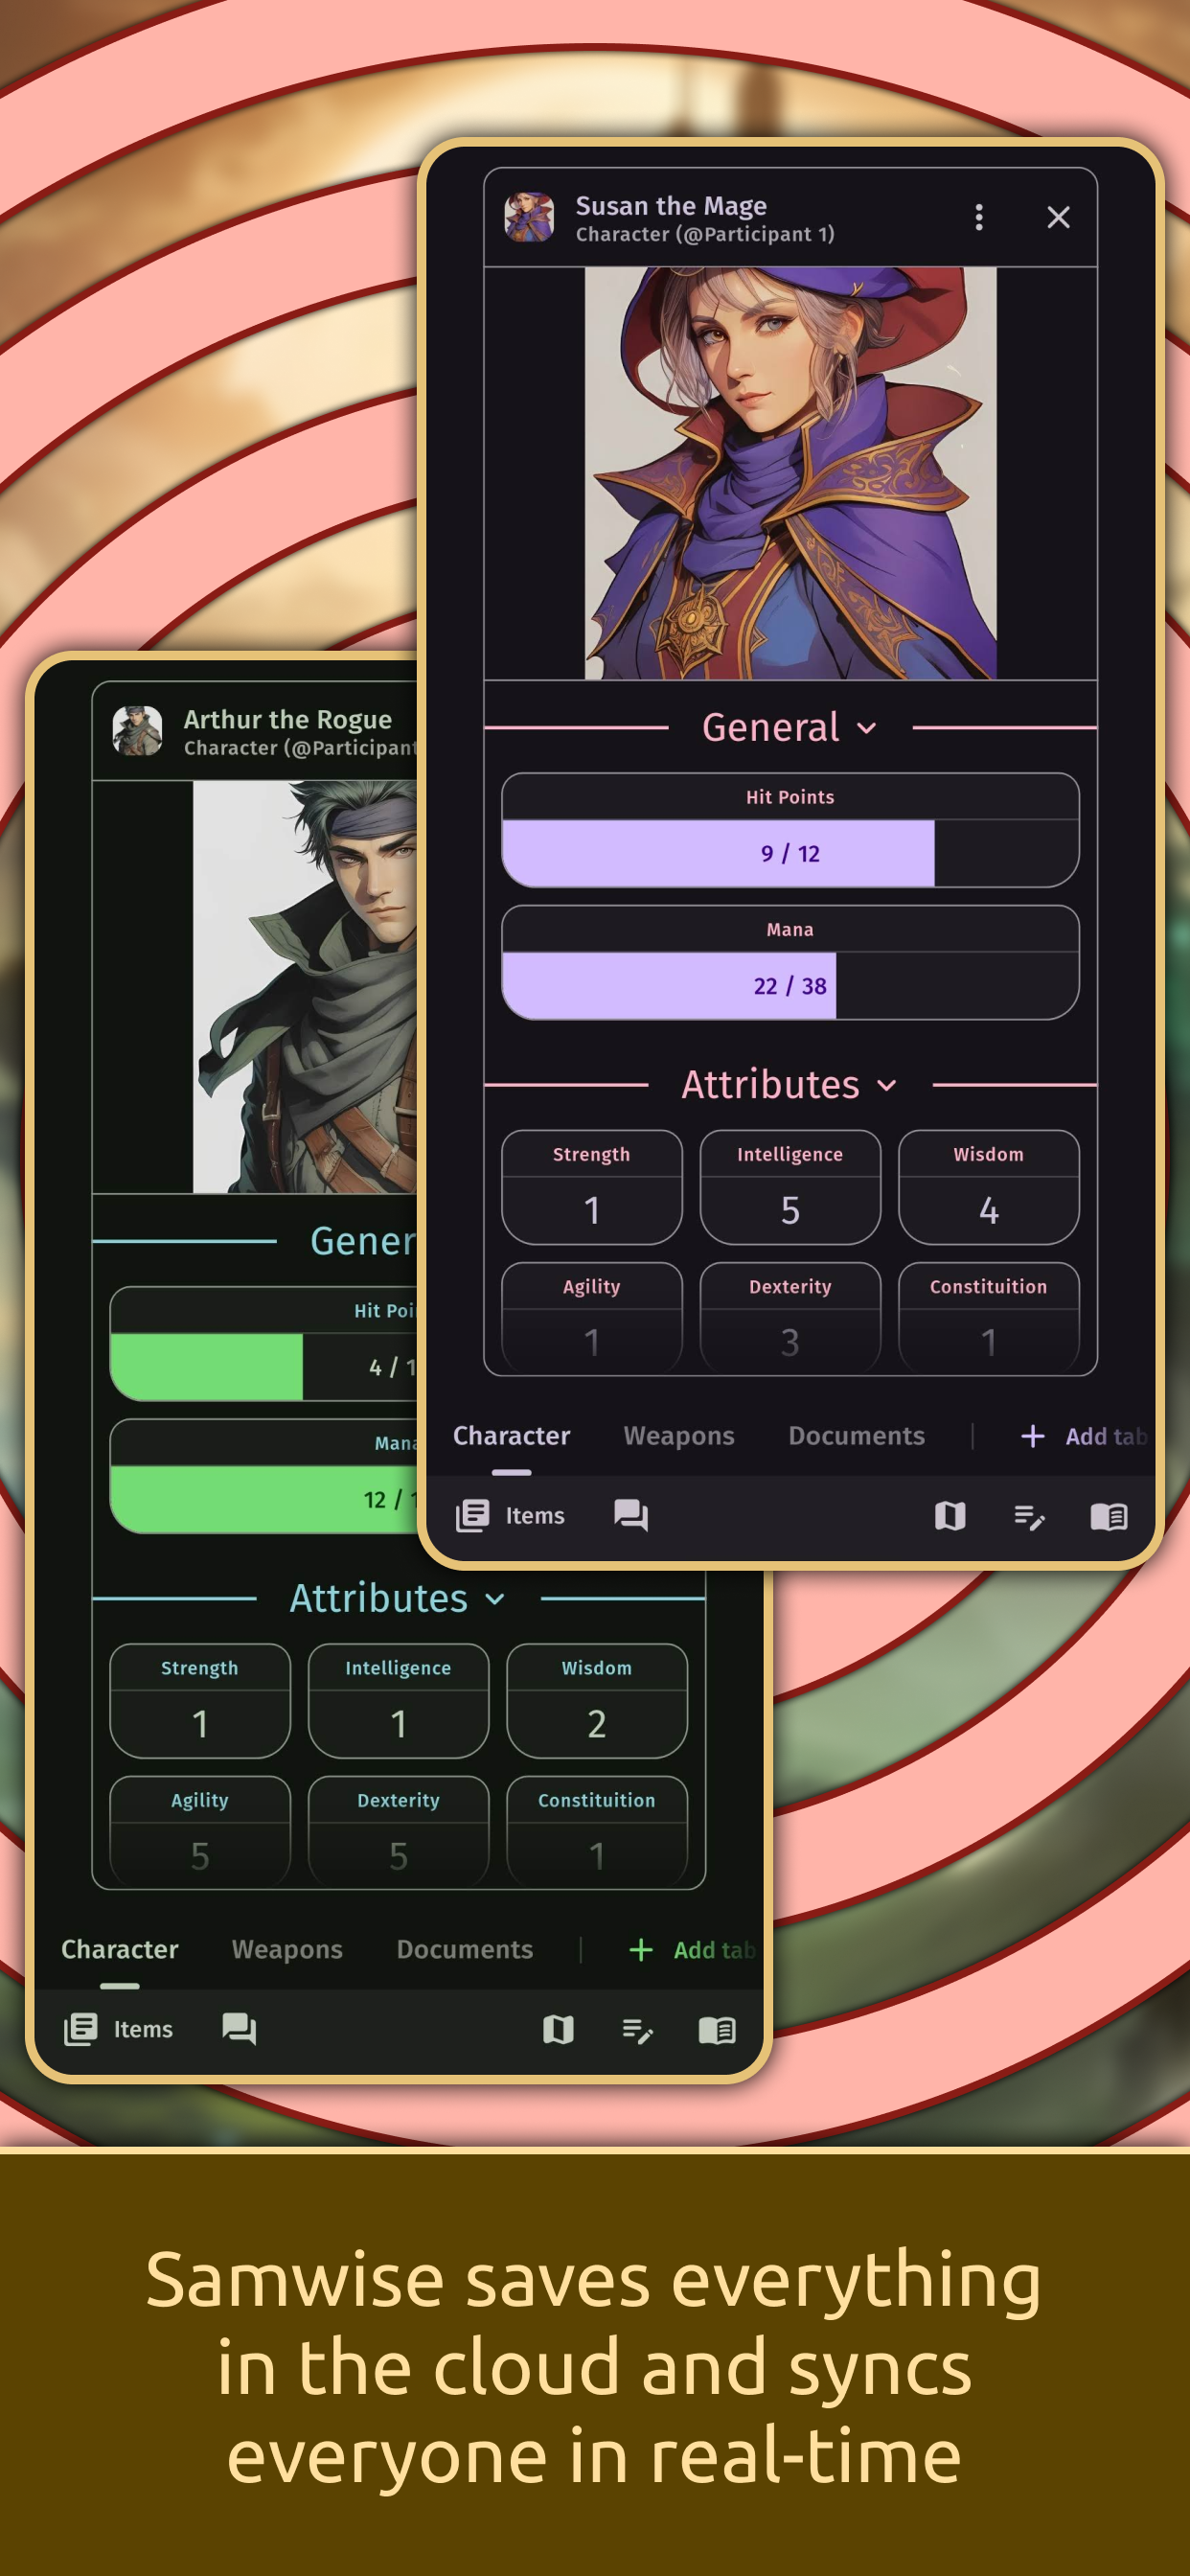 Susan the Mage
Character (@Participant 1)
General
Hit Points
9 / 12
Mana
22 / 38
Attributes
Strength Intelligence Wisdom
1 5 4
Agility Dexterity Constituition
1 3 1
Character Weapons Documents Add tab
Items
Arthur the Rogue
Character (@Participant
Gener
Hit Poi
4 / 1
Mana
12 / 1
Attributes
Strength Intelligence Wisdom
1 1 2
Agility Dexterity Constituition
5 5 1
Character Weapons Documents Add tab
Items
Samwise saves everything
in the cloud and syncs
everyone in real-time